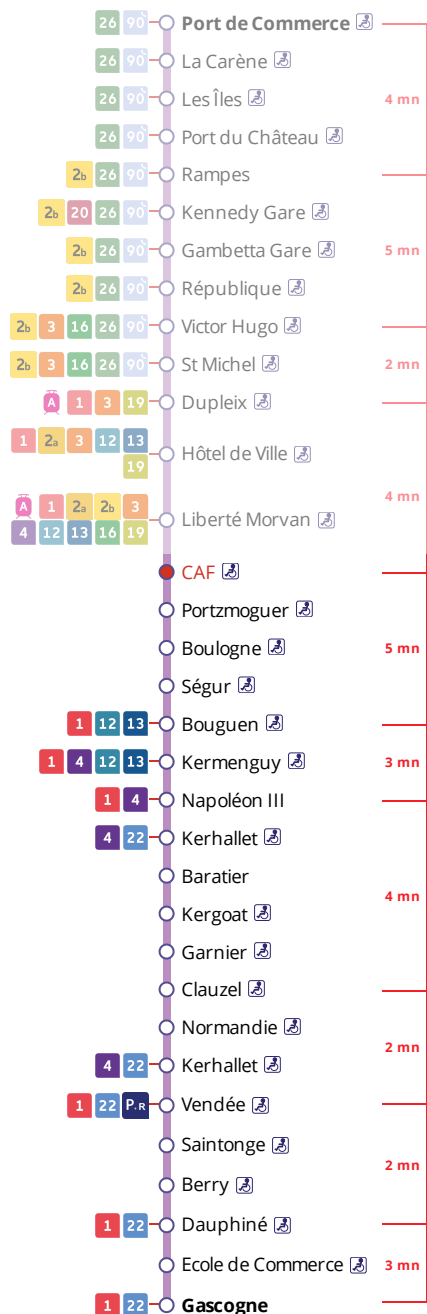 26 90 Port de Commerce
26 90 La Carène
26 90 Les Îles 4 mn
26 90 Port du Château
2b 26 90 Rampes
2b 20 26 90 Kennedy Gare
2b 26 90 Gambetta Gare 5 mn
2b 26 90 République
2b 3 16 26 90 Victor Hugo
2b 3 16 26 90 St Michel 2 mn
A 1 3 19 Dupleix
1 2a 3 12 13
19 Hôtel de Ville
4 mn
A 1 2a 2b 3
4 12 13 16 19 Liberté Morvan
CAF
Portzmoguer
Boulogne 5 mn
Ségur
1 12 13 Bouguen
1 4 12 13 Kermenguy 3 mn
1 4 Napoléon III
4 22 Kerhallet
Baratier
4 mn
Kergoat
Garnier
Clauzel
Normandie
2 mn
4 22 Kerhallet
1 22 P+R Vendée
Saintonge
2 mn
Berry
1 22 Dauphiné
Ecole de Commerce 3 mn
1 22 Gascogne